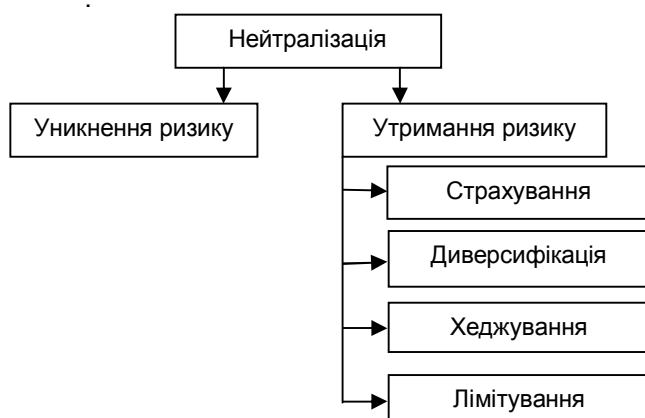 Нейтралізація
Уникнення ризику
Утримання ризику
Страхування
Диверсифікація
Хеджування
Лімітування